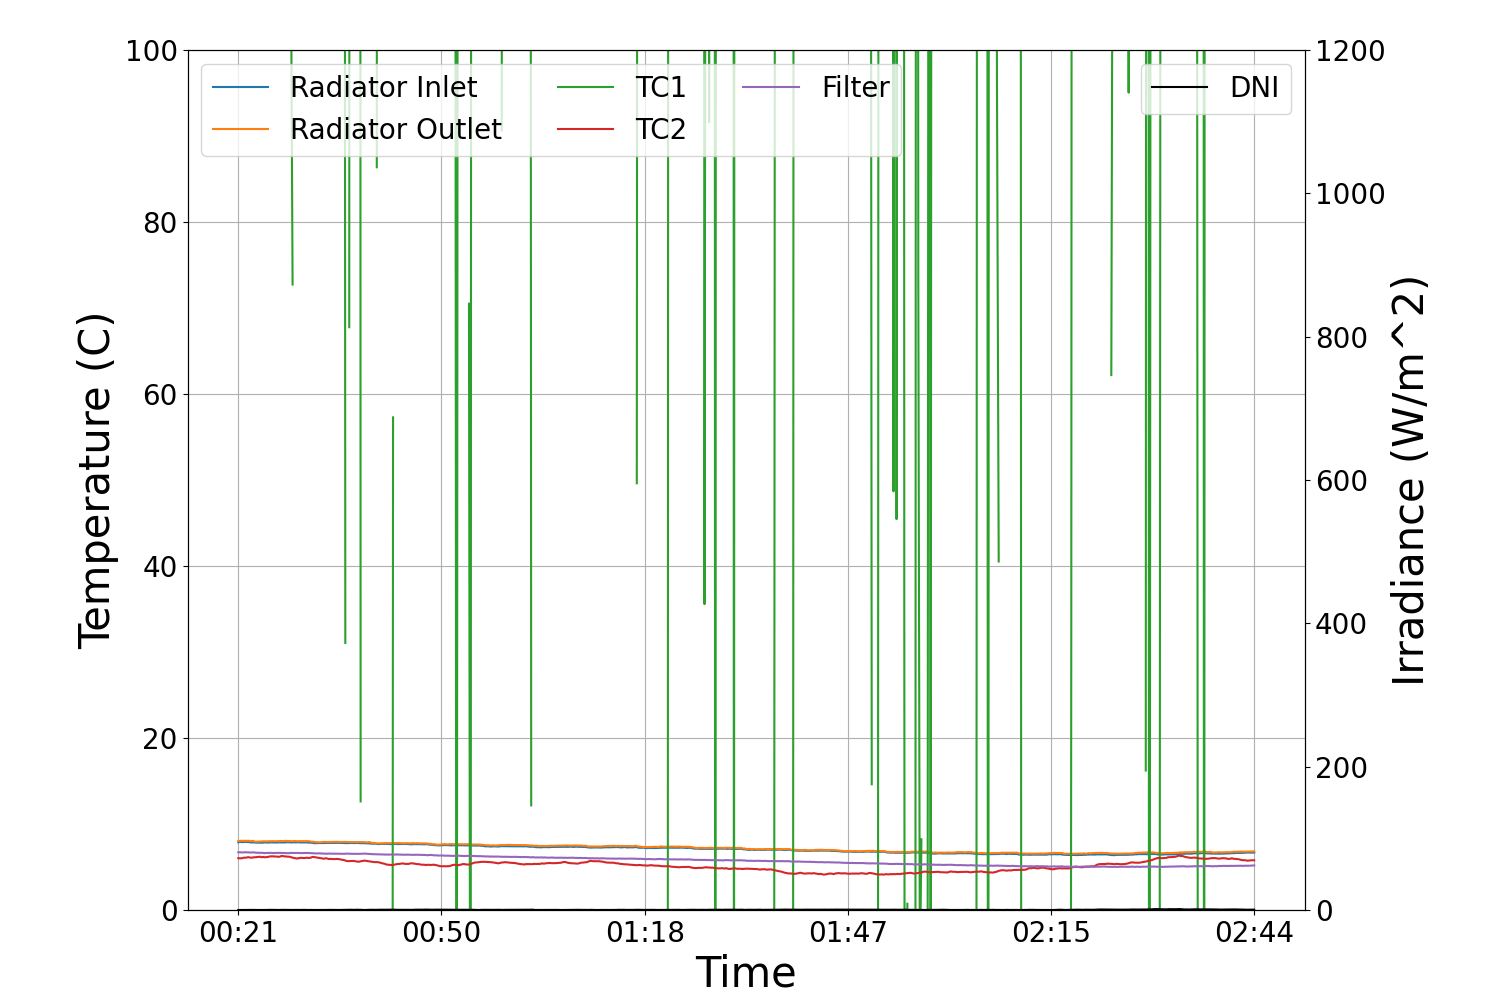 100
80
60
40
20
0
Temperature (C)
Radiator Inlet
Radiator Outlet
TC1
TC2
Filter
DNI
1200
1000
800
600
400
200
0
Irradiance (W/m^2)
00:21 00:50 01:18 01:47 02:15 02:44
Time